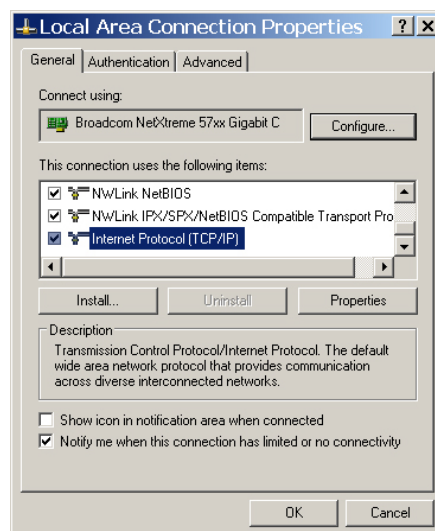 Local Area Connection Properties
General Authentication Advanced
Connect using:
Broadcom NetXtreme 57xx Gigabit C
Configure...
This connection uses the following items:
NWLink NetBIOS
NWLink IPX/SPX/NetBIOS Compatible Transport Pro
Internet Protocol (TCP/IP)
Install... Uninstall Properties
Description
Transmission Control Protocol/Internet Protocol. The default
wide area network protocol that provides communication
across diverse interconnected networks.
Show icon in notification area when connected
Notify me when this connection has limited or no connectivity
OK Cancel